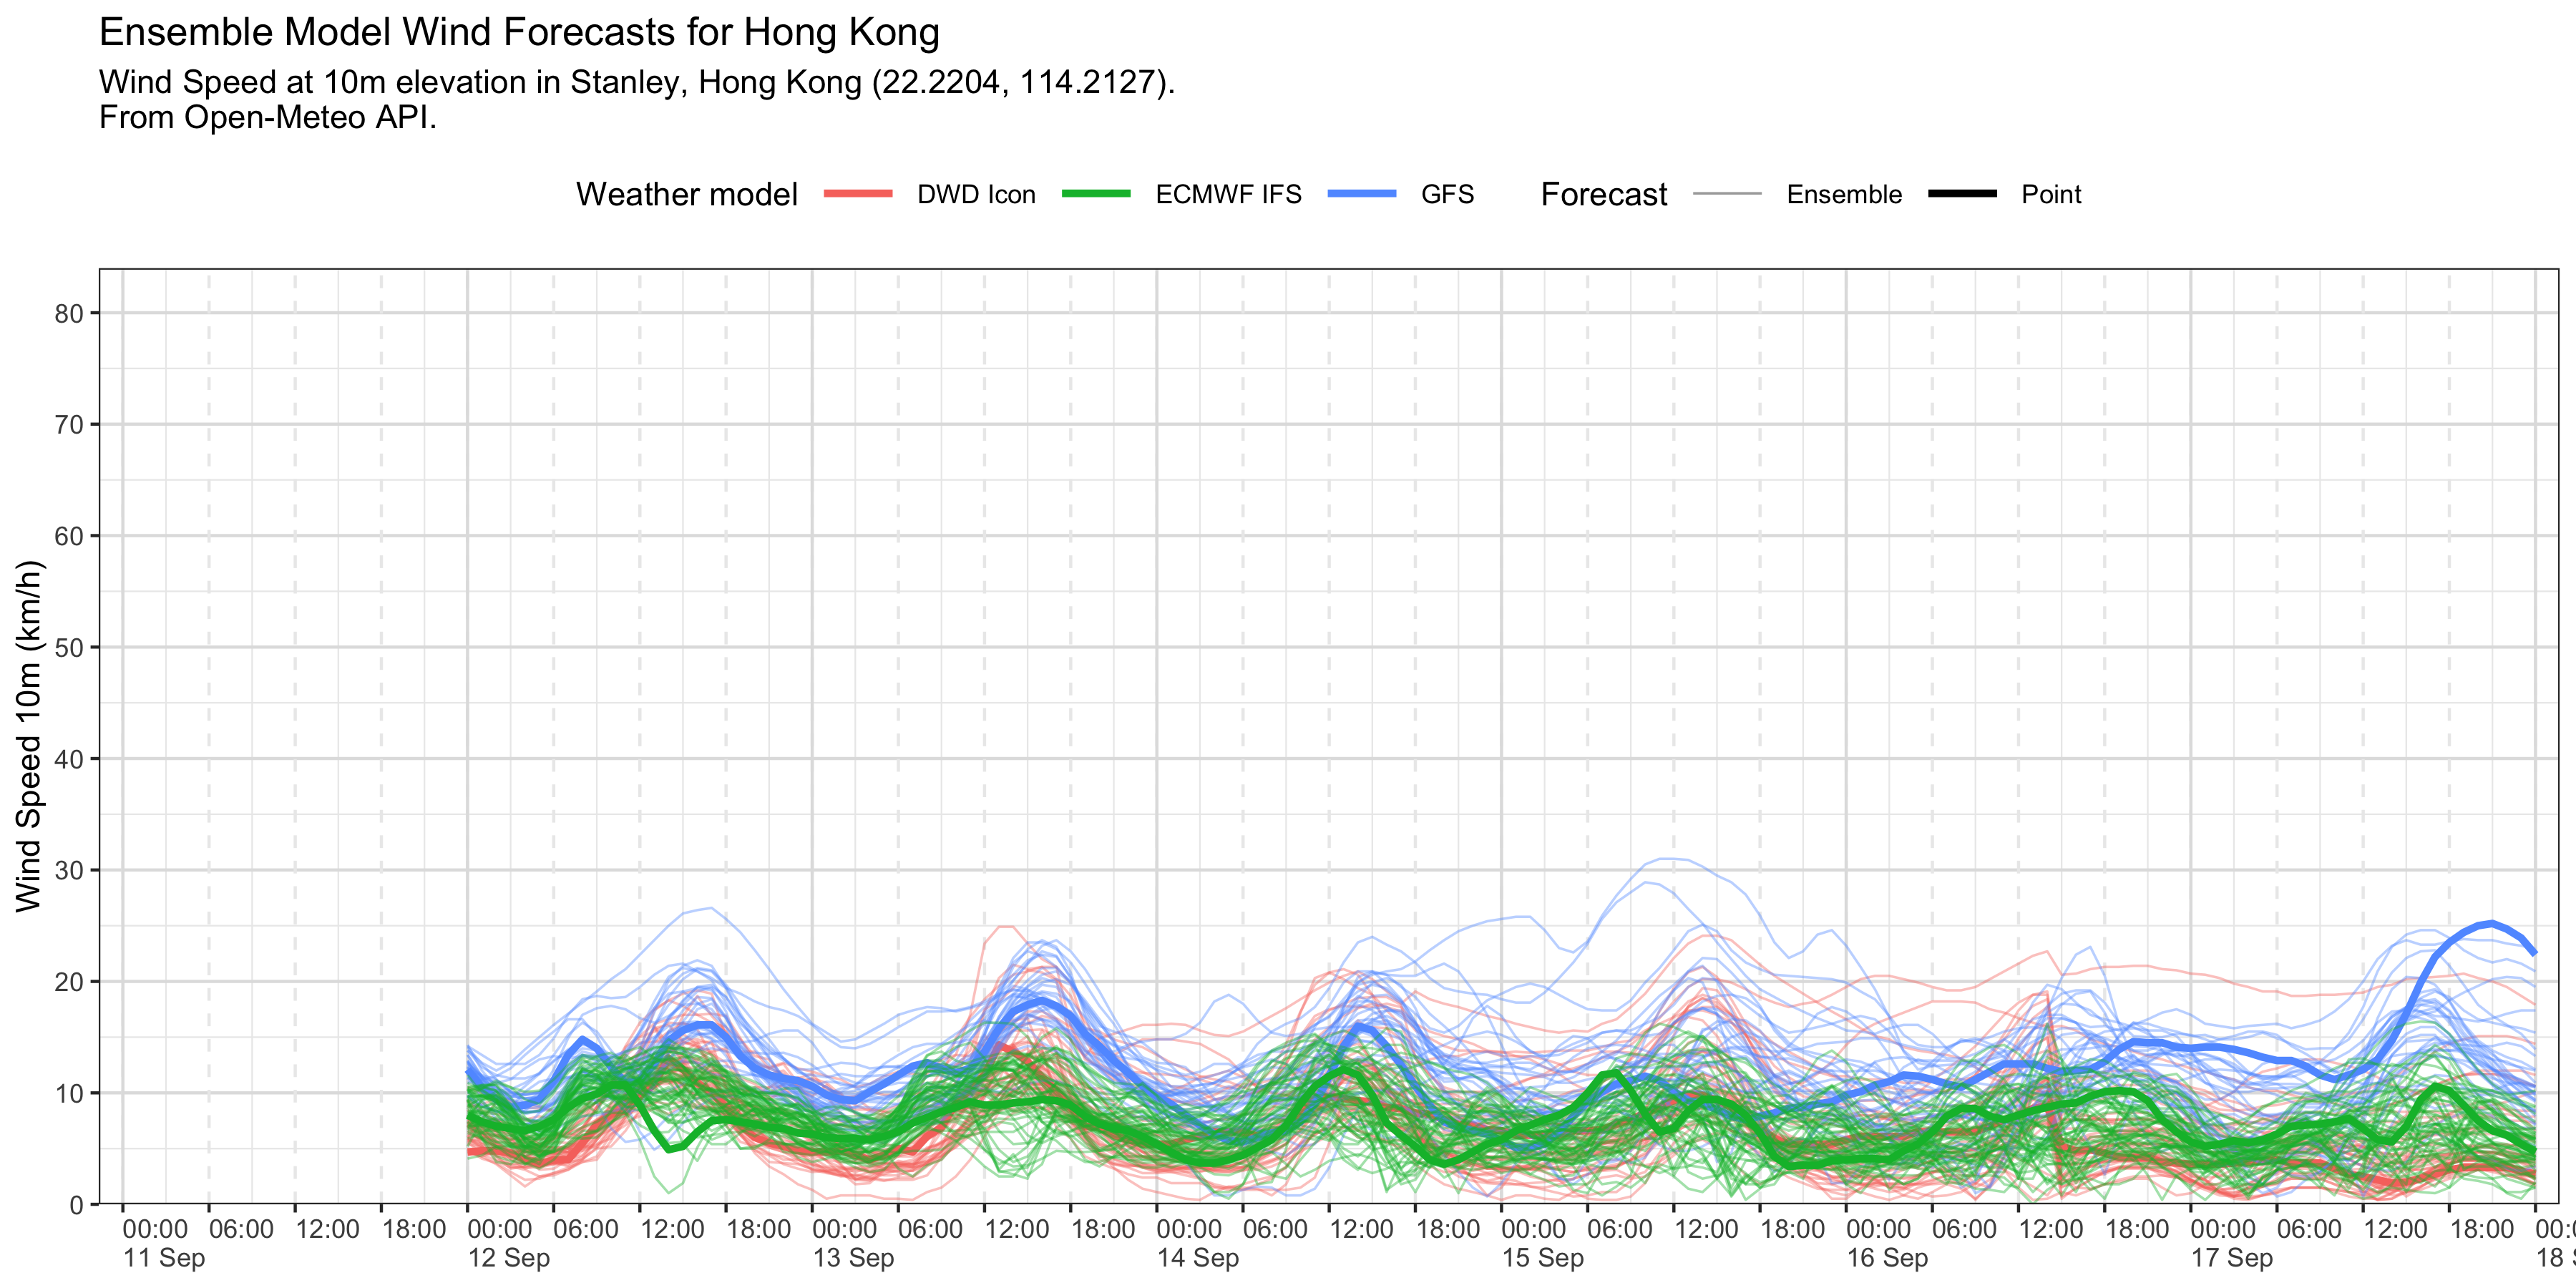 Ensemble Model Wind Forecasts for Hong Kong
Wind Speed at 10m elevation in Stanley, Hong Kong (22.2204, 114.2127).
From Open-Meteo API.
Weather model DWD Icon ECMWF IFS GFS Forecast Ensemble Point
80
70
60
50
40
30
20
10
0
Wind Speed 10m (km/h)
00:00 06:00 12:00 18:00 00:00 06:00 12:00 18:00 00:00 06:00 12:00 18:00 00:00 06:00 12:00 18:00 00:00 06:00 12:00 18:00 00:00 06:00 12:00 18:00 00:00 06:00 12:00 18:00 00:0
11 Sep 12 Sep 13 Sep 14 Sep 15 Sep 16 Sep 17 Sep 18 S